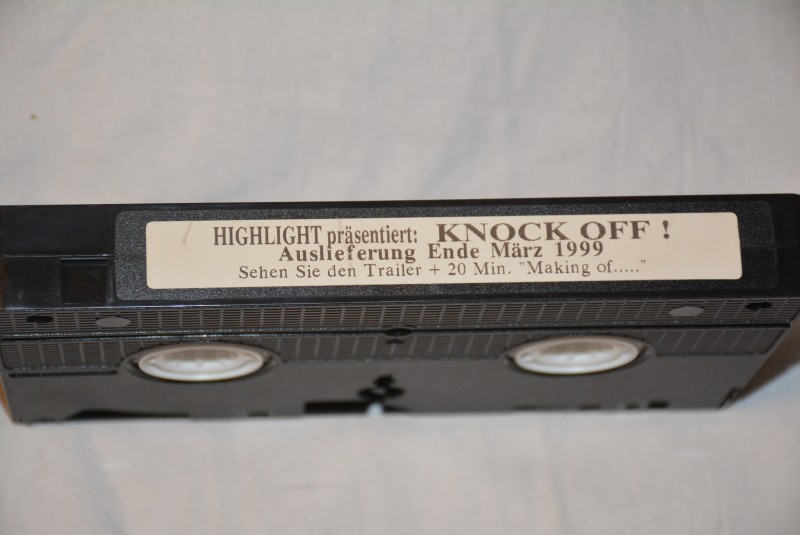 HIGHLIGHT präsentiert: KNOCK OFF !
Auslieferung Ende März 1999
Sehen Sie den Trailer + 20 Min. "Making of....."